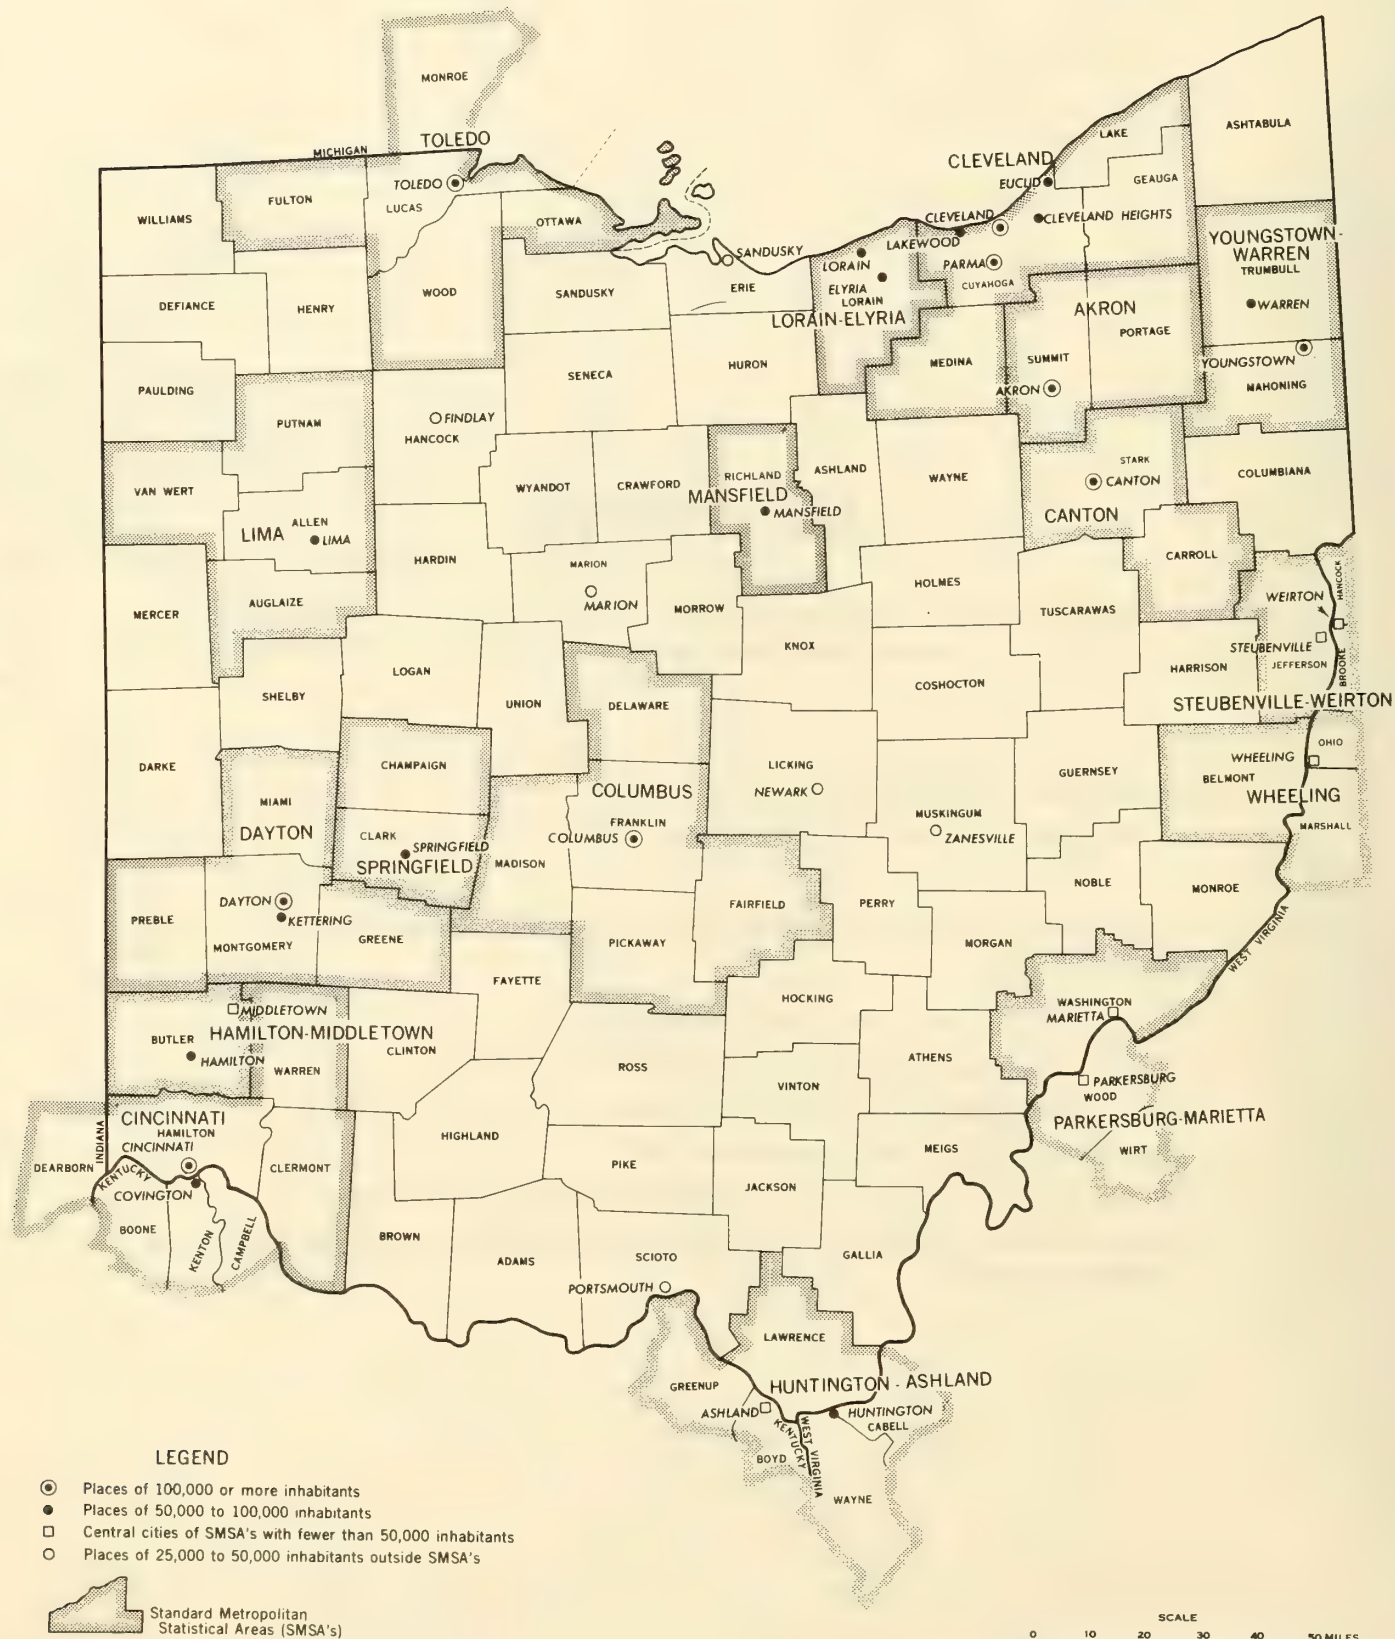 MONROE
TOLEDO
MICHIGAN
TOLEDO
LUCAS
FULTON
WILLIAMS
OTTAWA
WOOD
DEFIANCE
HENRY
SANDUSKY
SANDUSKY
ERIE
CLEVELAND
LAKE
ASHTABULA
EUCLID
GEAUGA
CLEVELAND
CLEVELAND HEIGHTS
LAKEWOOD
PARMA
CUYAHOGA
LORAIN
ELYRIA
LORAIN
LORAIN-ELYRIA
YOUNGSTOWN-
WARREN
TRUMBULL
WARREN
AKRON
PORTAGE
SUMMIT
AKRON
MEDINA
YOUNGSTOWN
MAHONING
PAULDING
PUTNAM
FINDLAY
HANCOCK
SENECA
HURON
VAN WERT
ALLEN
LIMA
LIMA
WYANDOT
CRAWFORD
RICHLAND
MANSFIELD
MANSFIELD
ASHLAND
WAYNE
STARK
CANTON
CANTON
COLUMBIANA
CARROLL
MERCER
AUGLAIZE
HARDIN
MARION
MARION
MORROW
HOLMES
TUSCARAWAS
WEIRTON
HANCOCK
STEUBENVILLE
JEFFERSON
BROOKE
STEUBENVILLE-WEIRTON
KNOX
COSHOCTON
HARRISON
SHELBY
LOGAN
UNION
DELAWARE
DARKE
CHAMPAIGN
LICKING
NEWARK
GUERNSEY
WHEELING
OHIO
BELMONT
WHEELING
MARSHALL
MIAMI
DAYTON
CLARK
SPRINGFIELD
SPRINGFIELD
MADISON
COLUMBUS
FRANKLIN
COLUMBUS
MUSKINGUM
ZANESVILLE
PREBLE
DAYTON
KETTERING
MONTGOMERY
GREENE
PICKAWAY
FAIRFIELD
PERRY
NOBLE
MONROE
MORGAN
WEST VIRGINIA
FAYETTE
HOCKING
WASHINGTON
MARIETTA
MIDDLETOWN
HAMILTON-MIDDLETOWN
BUTLER
HAMILTON
WARREN
CLINTON
ROSS
VINTON
ATHENS
PARKERSBURG
WOOD
PARKERSBURG-MARIETTA
WIRT
CINCINNATI
HAMILTON
CINCINNATI
INDIANA
DEARBORN
KENTUCKY
COVINGTON
BOONE
KENTON
CAMPBELL
CLERMONT
HIGHLAND
PIKE
JACKSON
MEIGS
BROWN
ADAMS
SCIOTO
PORTSMOUTH
GALLIA
LAWRENCE
GREENUP
HUNTINGTON - ASHLAND
ASHLAND
HUNTINGTON
CABELL
KENTUCKY
WEST VIRGINIA
BOYD
WAYNE
LEGEND
Places of 100,000 or more inhabitants
Places of 50,000 to 100,000 inhabitants
Central cities of SMSA's with fewer than 50,000 inhabitants
Places of 25,000 to 50,000 inhabitants outside SMSA's
Standard Metropolitan
Statistical Areas (SMSA's)
SCALE
0 10 20 30 40 50 MILES